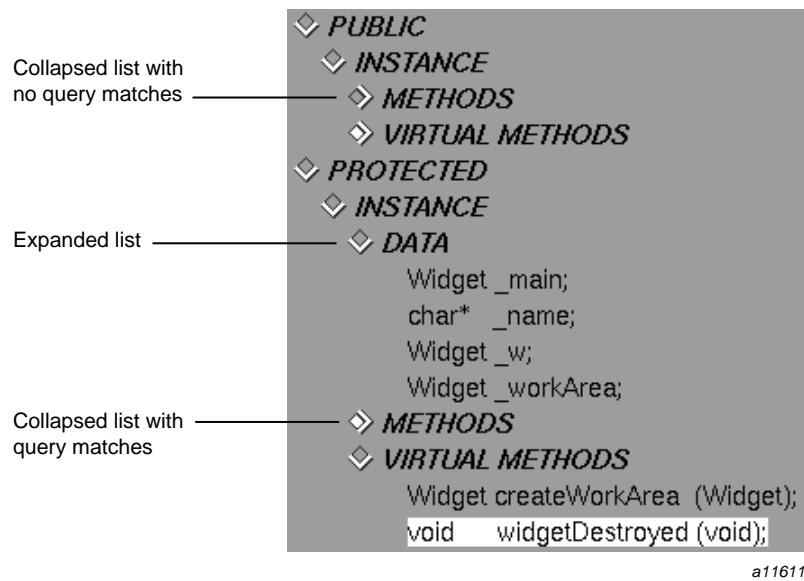 PUBLIC
INSTANCE
Collapsed list with
no query matches
METHODS
VIRTUAL METHODS
PROTECTED
INSTANCE
Expanded list
DATA
Widget _main;
char* _name;
Widget _w;
Widget _workArea;
Collapsed list with
query matches
METHODS
VIRTUAL METHODS
Widget createWorkArea (Widget);
void widgetDestroyed (void);
a11611